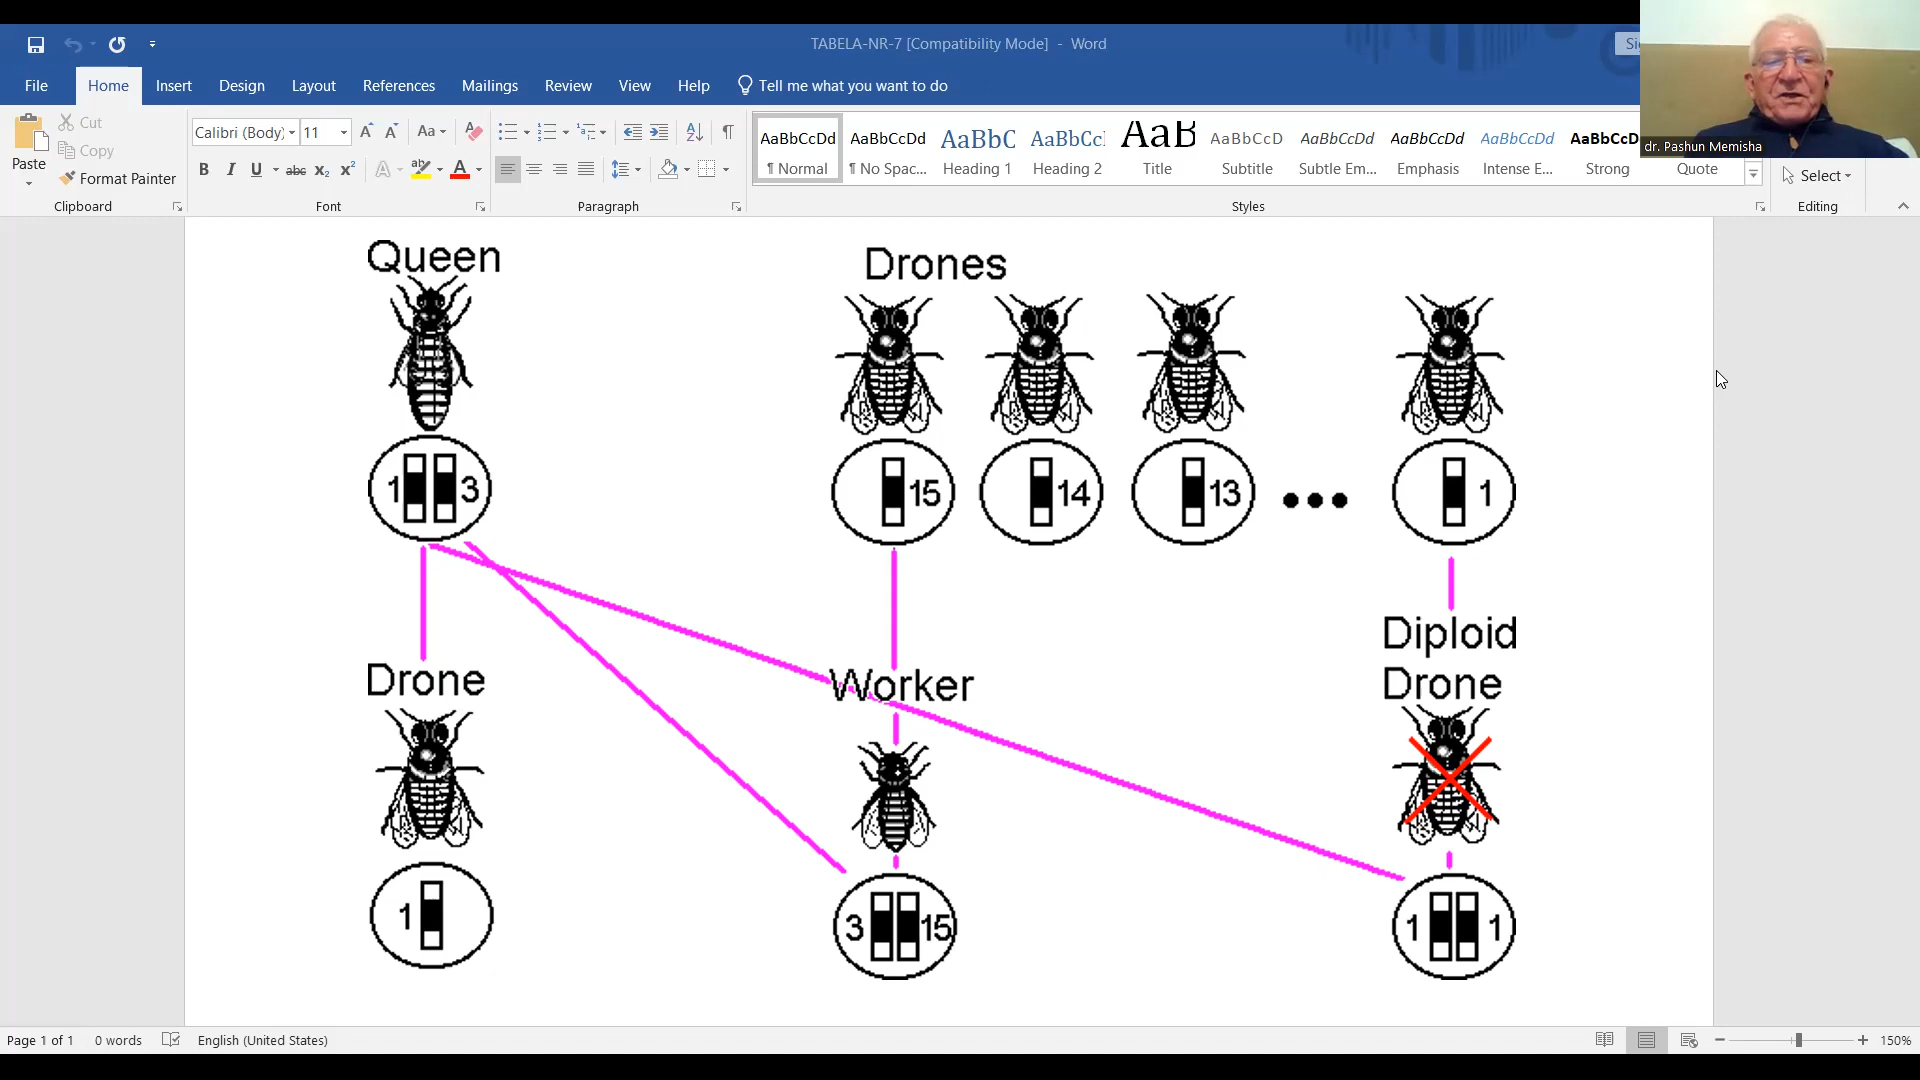 TABELA-NR-7 [Compatibility Mode] - Word
File Home Insert Design Layout References Mailings Review View Help Tell me what you want to do
dr. Pashun Memisha
Paste
Cut
Copy
Format Painter
Clipboard
Calibri (Body) 11
Font
Paragraph
AaBbCcDd AaBbCcDd AaBbC AaBbCc AaB AaBbCcD AaBbCcDd AaBbCcDd AaBbCcDd AaBbCcD
¶ Normal ¶ No Spac... Heading 1 Heading 2 Title Subtitle Subtle Em... Emphasis Intense E... Strong Quote
Styles
Select
Editing
Queen
Drones
1 3
15 14 13 ... 1
Drone
Worker
Diploid
Drone
1
3 15
1 1
Page 1 of 1 0 words English (United States) 150%